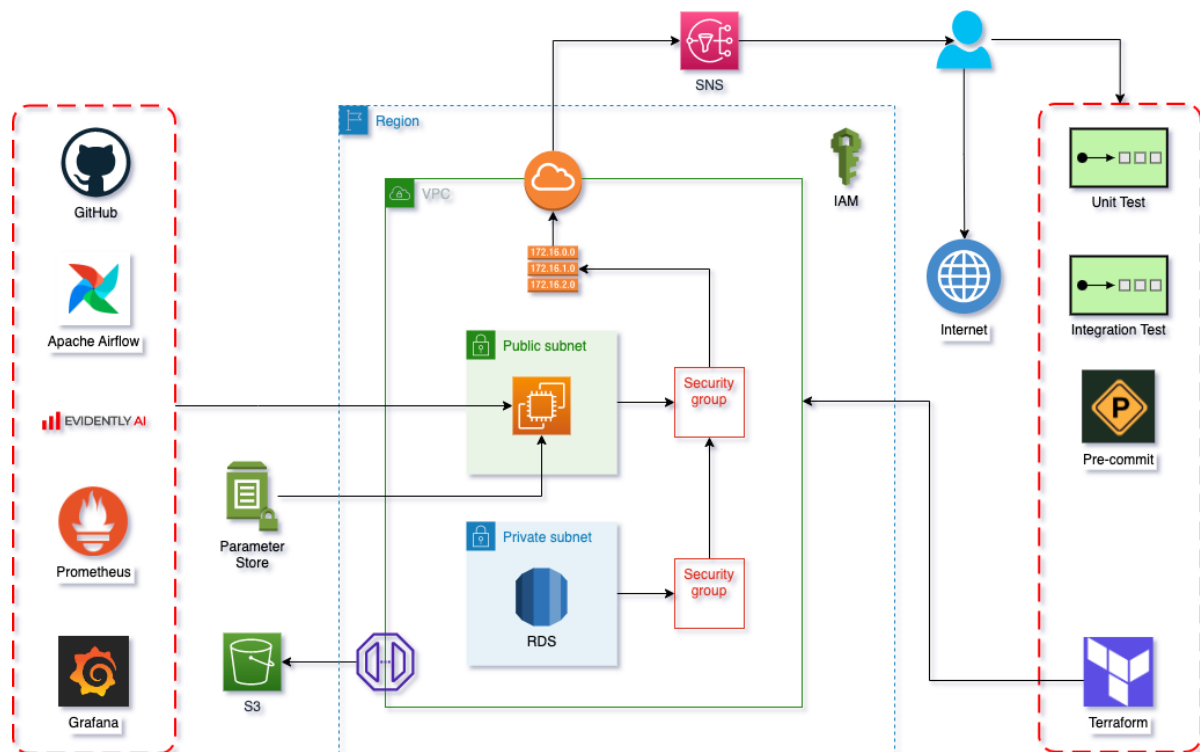 SNS
Region
IAM
VPC
172.16.0.0
172.16.1.0
172.16.2.0
GitHub
Apache Airflow
EVIDENTLY AI
Prometheus
Grafana
Parameter
Store
S3
Public subnet
Security
group
Private subnet
RDS
Security
group
Internet
Unit Test
Integration Test
P
Pre-commit
Terraform